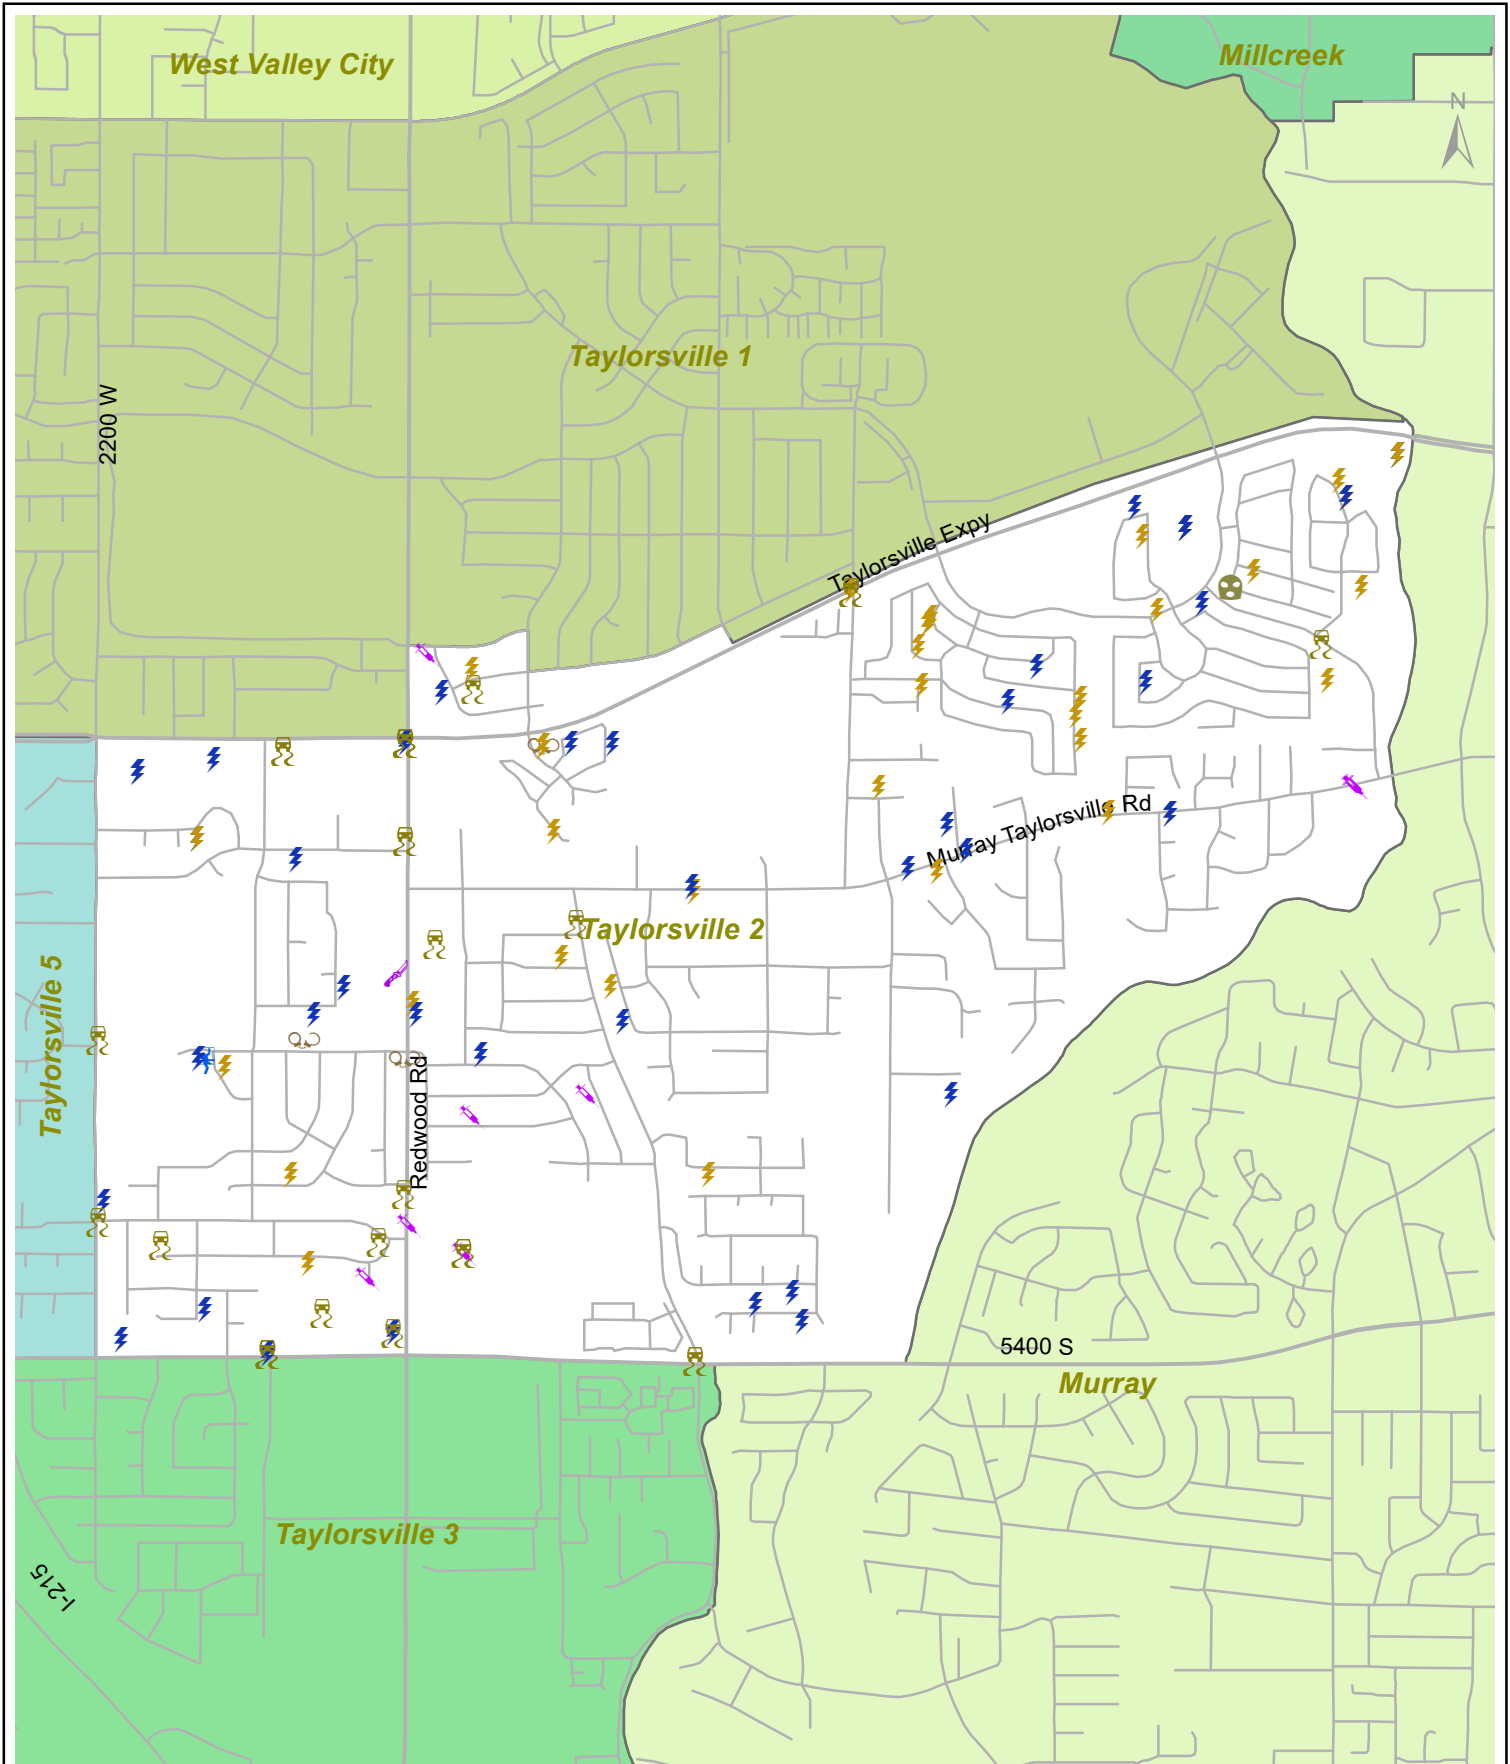 West Valley City
Millcreek
N
Taylorsville 1
2200 W
Taylorsville Expy
Murray Taylorsville Rd
Taylorsville 2
Taylorsville 5
Redwood Rd
5400 S
Murray
Taylorsville 3
I-215